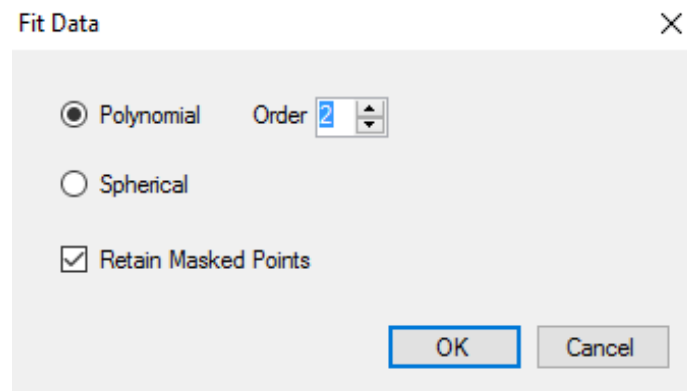 Fit Data
Polynomial Order 2
Spherical
Retain Masked Points
OK Cancel